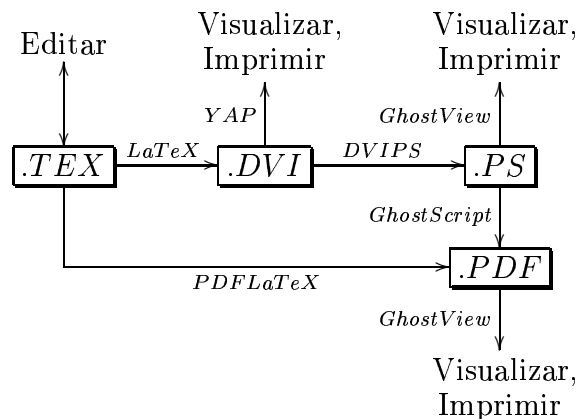 Editar
Visualizar,
Imprimir
Visualizar,
Imprimir
YAP
GhostView
.TEX
LaTeX
.DVI
DVIPS
.PS
GhostScript
PDFLaTeX
.PDF
GhostView
Visualizar,
Imprimir